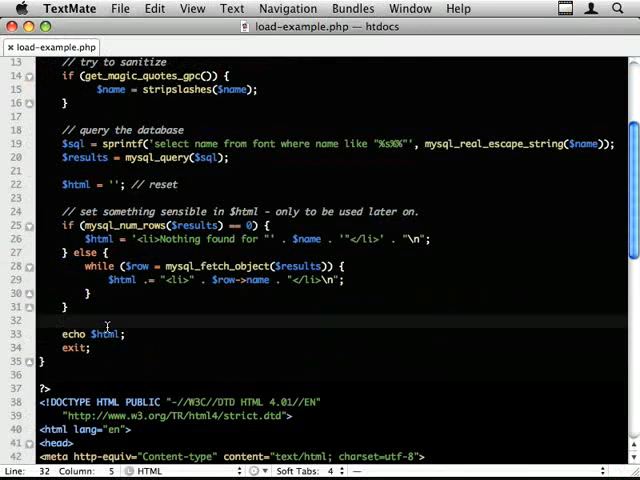 TextMate File Edit View Text Navigation Bundles Window Help
load-example.php — htdocs
× load-example.php
13 // try to sanitize
14 if (get_magic_quotes_gpc()) {
15 $name = stripslashes($name);
16 }
17
18 // query the database
19 $sql = sprintf('select name from font where name like "%s%%"', mysql_real_escape_string($name));
20 $results = mysql_query($sql);
21
22 $html = ''; // reset
23
24 // set something sensible in $html - only to be used later on.
25 if (mysql_num_rows($results) == 0) {
26 $html = '<li>Nothing found for "' . $name . '"</li>' . "\n";
27 } else {
28 while ($row = mysql_fetch_object($results)) {
29 $html .= "<li>" . $row->name . "</li>\n";
30 }
31 }
32
33 echo $html;
34 exit;
35 }
36
37 ?>
38 <!DOCTYPE HTML PUBLIC "-//W3C//DTD HTML 4.01//EN"
39 "http://www.w3.org/TR/html4/strict.dtd">
40 <html lang="en">
41 <head>
42 <meta http-equiv="Content-type" content="text/html; charset=utf-8">
Line: 32 Column: 5 HTML Soft Tabs: 4 —